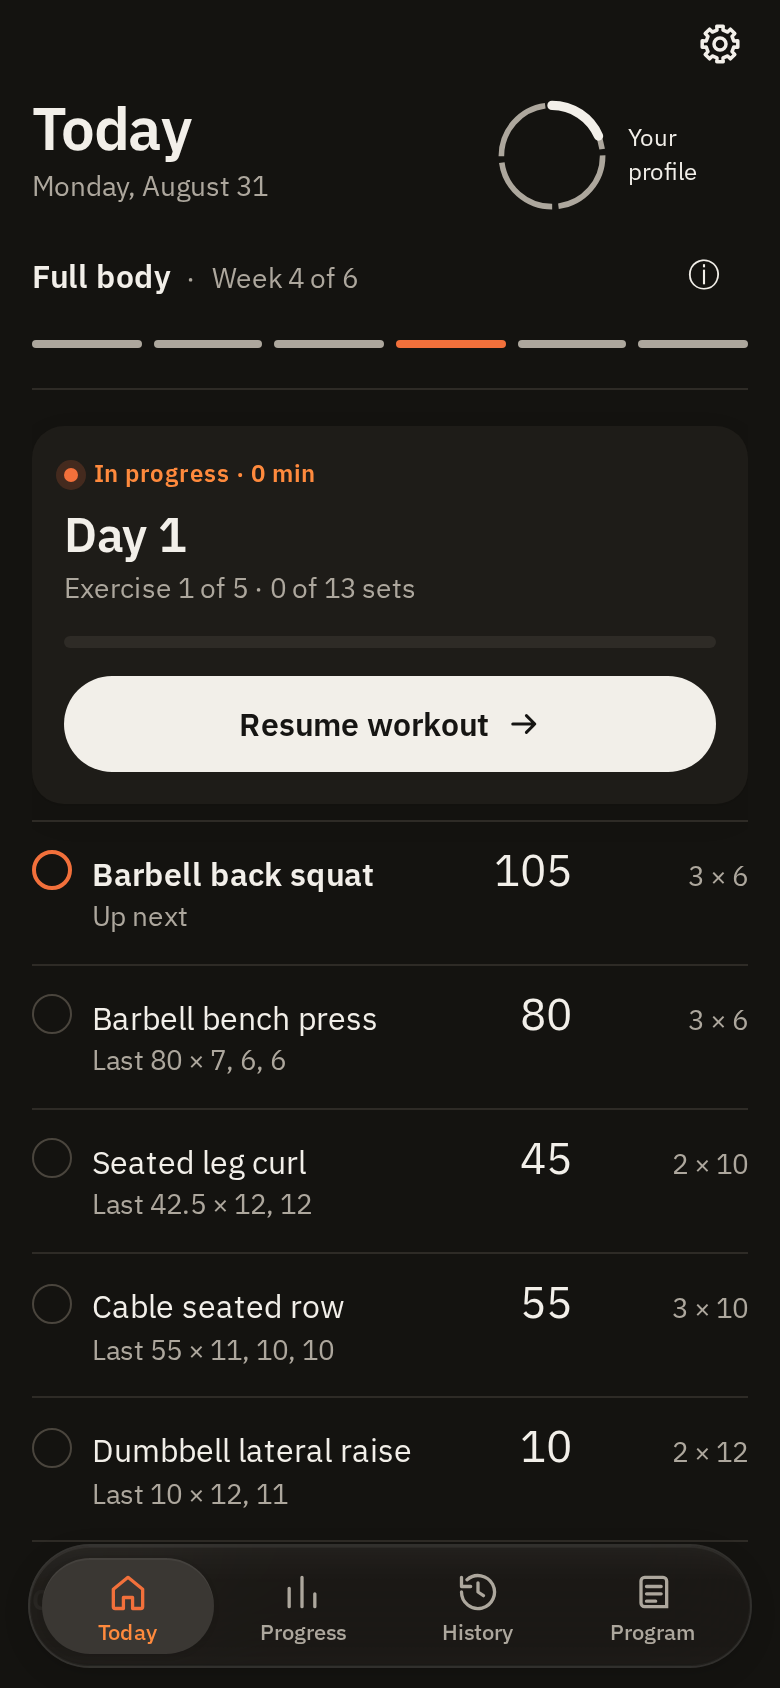 Today
Monday, August 31
Your
profile
Full body · Week 4 of 6
In progress · 0 min
Day 1
Exercise 1 of 5 · 0 of 13 sets
Resume workout →
Barbell back squat 105 3 × 6
Up next
Barbell bench press 80 3 × 6
Last 80 × 7, 6, 6
Seated leg curl 45 2 × 10
Last 42.5 × 12, 12
Cable seated row 55 3 × 10
Last 55 × 11, 10, 10
Dumbbell lateral raise 10 2 × 12
Last 10 × 12, 11
Today Progress History Program